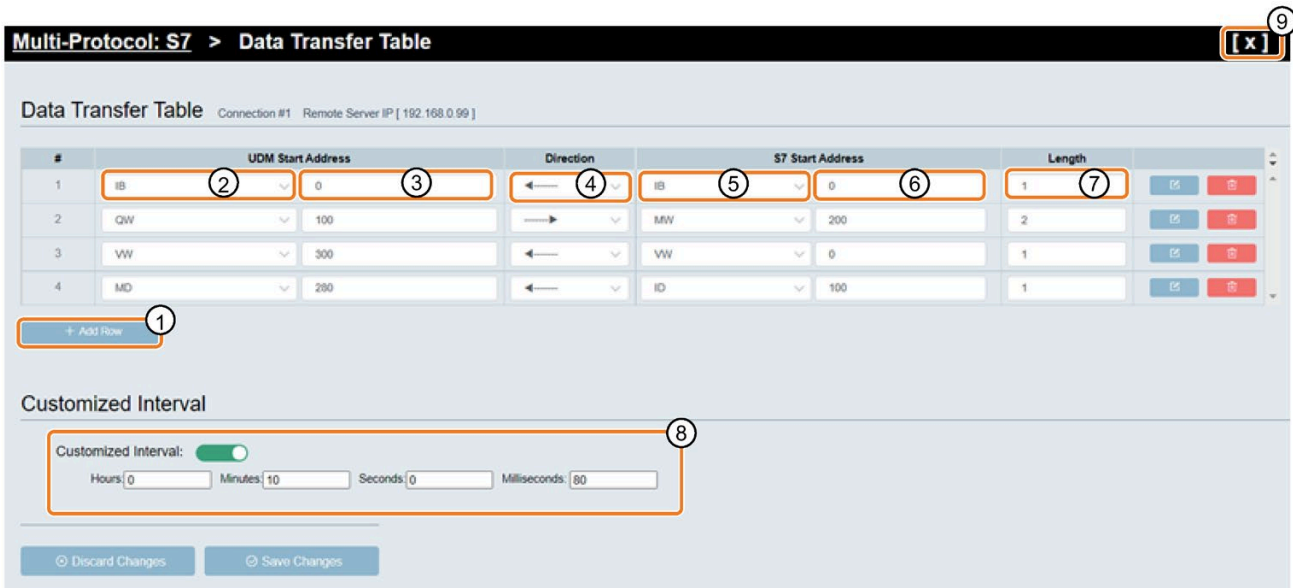 9
Multi-Protocol: S7 > Data Transfer Table [ x ]
Data Transfer Table Connection #1 Remote Server IP [ 192.168.0.99 ]
# UDM Start Address Direction S7 Start Address Length
1 IB 2 0 3 4 IB 5 0 6 1 7
2 QW 100 MW 200 2
3 VW 300 VW 0 1
4 MD 280 ID 100 1
+ Add Row 1
Customized Interval
8
Customized Interval:
Hours: 0 Minutes: 10 Seconds: 0 Milliseconds: 80
Discard Changes Save Changes